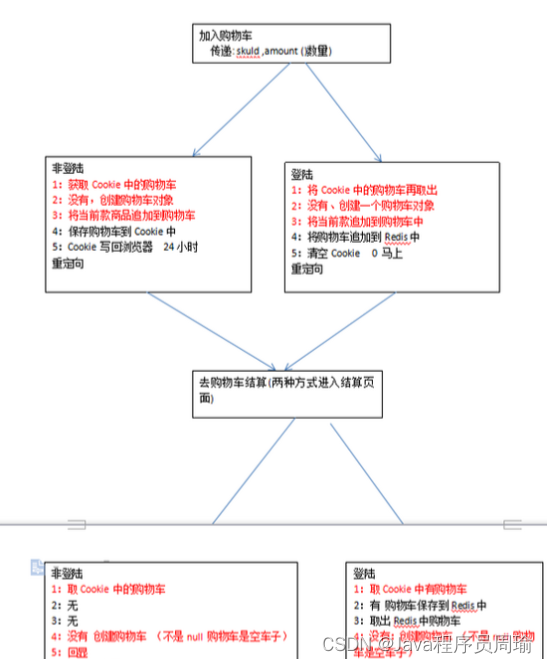 加入购物车
传递: skuId ,amount (数量)
非登陆
1: 获取 Cookie 中的购物车
2: 没有，创建购物车对象
3: 将当前款商品追加到购物车
4: 保存购物车到 Cookie 中
5: Cookie 写回浏览器 24 小时
重定向
登陆
1: 将 Cookie 中的购物车再取出
2: 没有、创建一个购物车对象
3: 将当前款追加到购物车中
4: 将购物车追加到 Redis 中
5: 清空 Cookie 0 马上
重定向
去购物车结算(两种方式进入结算页
面)
非登陆
1: 取 Cookie 中的购物车
2: 无
3: 无
4: 没有 创建购物车 （不是 null 购物车是空车子）
5: 回显
登陆
1: 取 Cookie 中有购物车
2: 有 购物车保存到 Redis 中
3: 取出 Redis 中购物车
4: 没有 创建购物车 （不是 null 购物
车是空车子）
CSDN @Java程序员周瑜